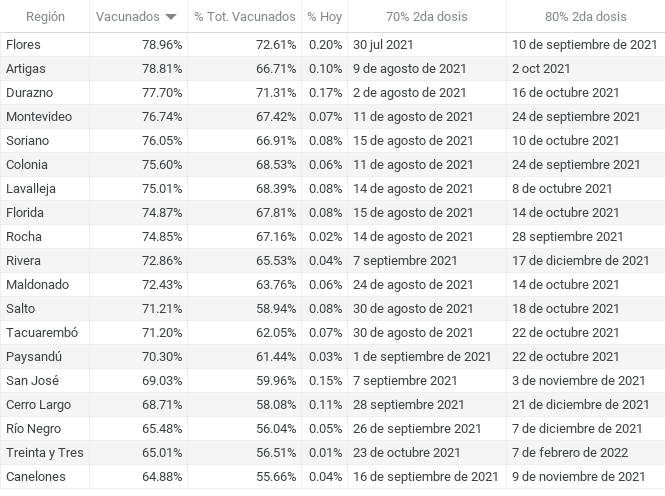 Región Vacunados % Tot. Vacunados % Hoy 70% 2da dosis 80% 2da dosis
Flores 78.96% 72.61% 0.20% 30 jul 2021 10 de septiembre de 2021
Artigas 78.81% 66.71% 0.10% 9 de agosto de 2021 2 oct 2021
Durazno 77.70% 71.31% 0.17% 2 de agosto de 2021 16 de octubre de 2021
Montevideo 76.74% 67.42% 0.07% 11 de agosto de 2021 24 de septiembre de 2021
Soriano 76.05% 66.91% 0.08% 15 de agosto de 2021 10 de octubre de 2021
Colonia 75.60% 68.53% 0.06% 11 de agosto de 2021 24 de septiembre de 2021
Lavalleja 75.01% 68.39% 0.08% 14 de agosto de 2021 8 de octubre de 2021
Florida 74.87% 67.81% 0.08% 15 de agosto de 2021 14 de octubre de 2021
Rocha 74.85% 67.16% 0.02% 14 de agosto de 2021 28 septiembre de 2021
Rivera 72.86% 65.53% 0.04% 7 septiembre de 2021 17 de diciembre de 2021
Maldonado 72.43% 63.76% 0.06% 24 de agosto de 2021 14 de octubre de 2021
Salto 71.21% 58.94% 0.08% 30 de agosto de 2021 18 de octubre de 2021
Tacuarembó 71.20% 62.05% 0.07% 30 de agosto de 2021 22 de octubre de 2021
Paysandú 70.30% 61.44% 0.03% 1 de septiembre de 2021 22 de octubre de 2021
San José 69.03% 59.96% 0.15% 7 septiembre de 2021 3 de noviembre de 2021
Cerro Largo 68.71% 58.08% 0.11% 28 septiembre de 2021 21 de diciembre de 2021
Río Negro 65.48% 56.04% 0.05% 26 de septiembre de 2021 7 de diciembre de 2021
Treinta y Tres 65.01% 56.51% 0.01% 23 de octubre de 2021 7 de febrero de 2022
Canelones 64.88% 55.66% 0.04% 16 de septiembre de 2021 9 de noviembre de 2021